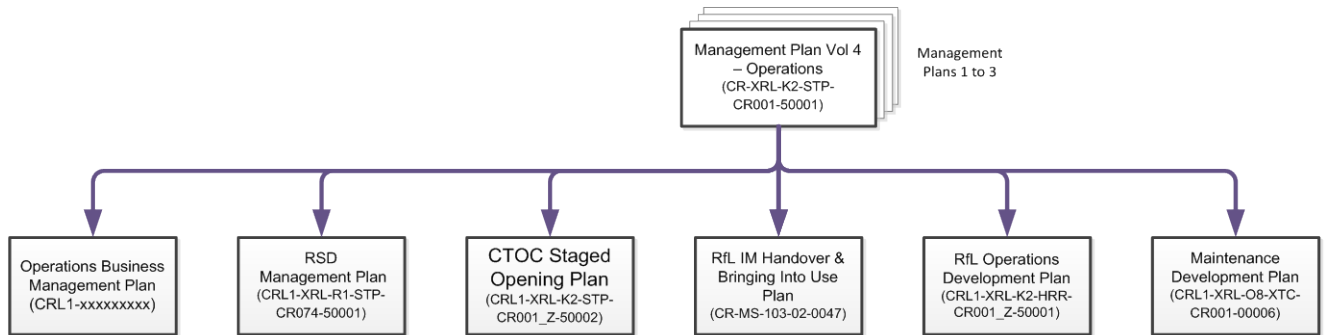 Management Plan Vol 4
– Operations
(CR-XRL-K2-STP-
CR001-50001)
Management
Plans 1 to 3
Operations Business
Management Plan
(CRL1-xxxxxxxxx)
RSD
Management Plan
(CRL1-XRL-R1-STP-
CR074-50001)
CTOC Staged
Opening Plan
(CRL1-XRL-K2-STP-
CR001_Z-50002)
RfL IM Handover &
Bringing Into Use
Plan
(CR-MS-103-02-0047)
RfL Operations
Development Plan
(CRL1-XRL-K2-HRR-
CR001_Z-50001)
Maintenance
Development Plan
(CRL1-XRL-O8-XTC-
CR001-00006)